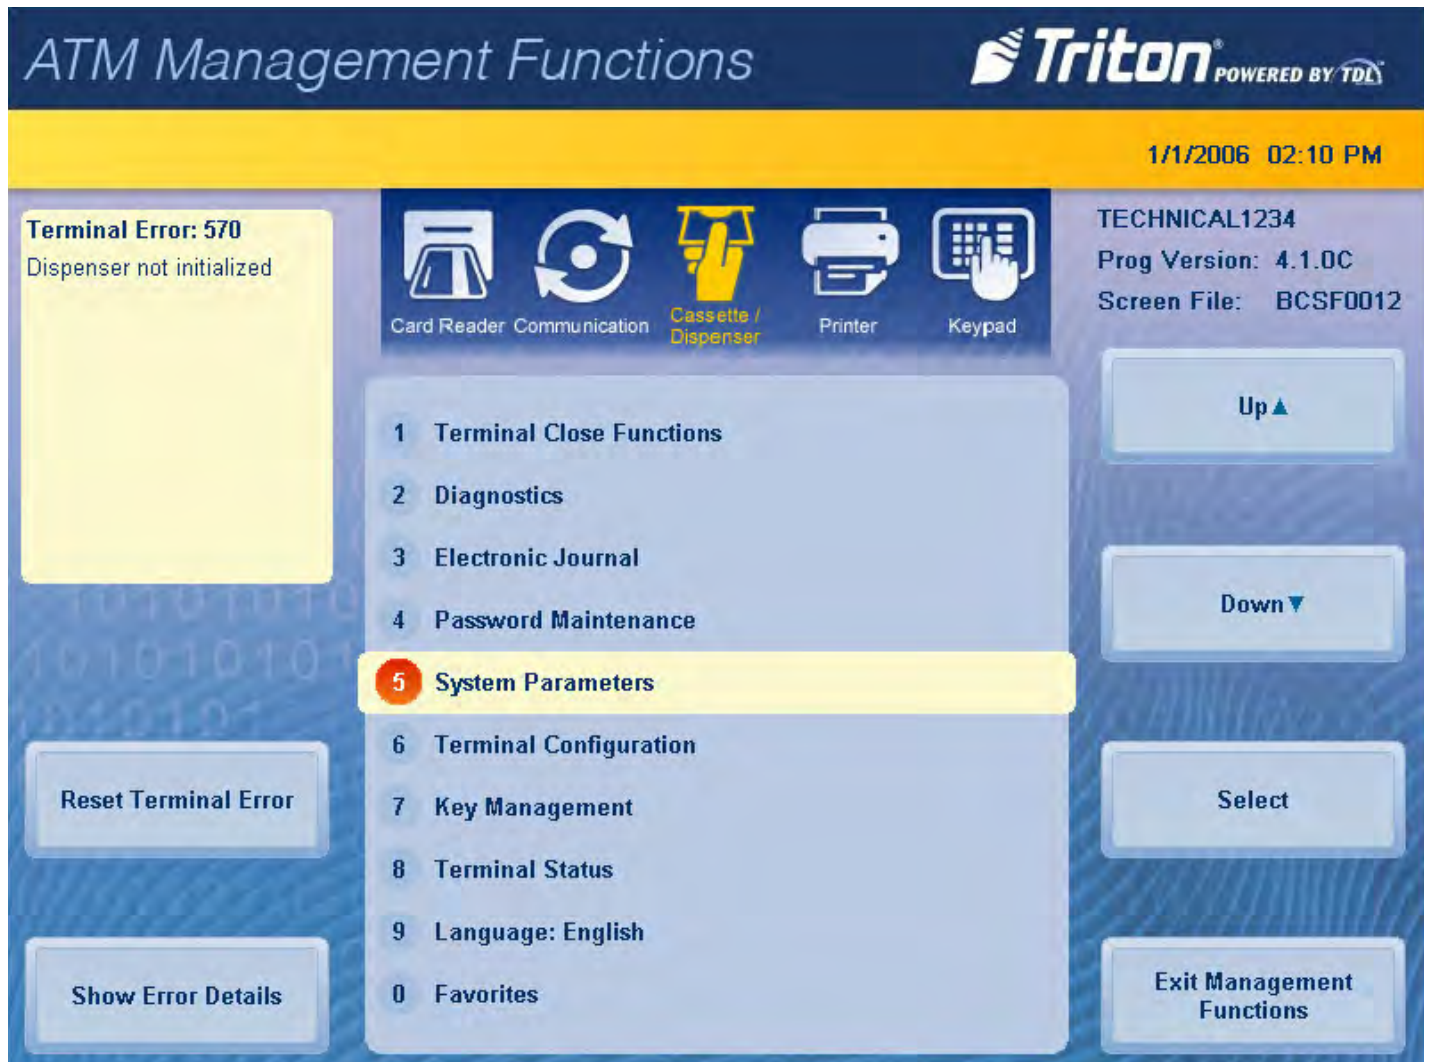 ATM Management Functions
Triton® POWERED BY TDL™
1/1/2006 02:10 PM
Terminal Error: 570
Dispenser not initialized
Card Reader
Communication
Cassette /
Dispenser
Printer
Keypad
TECHNICAL1234
Prog Version: 4.1.0C
Screen File: BCSF0012
1 Terminal Close Functions
2 Diagnostics
3 Electronic Journal
4 Password Maintenance
5 System Parameters
6 Terminal Configuration
7 Key Management
8 Terminal Status
9 Language: English
0 Favorites
Reset Terminal Error
Show Error Details
Up▲
Down▼
Select
Exit Management
Functions